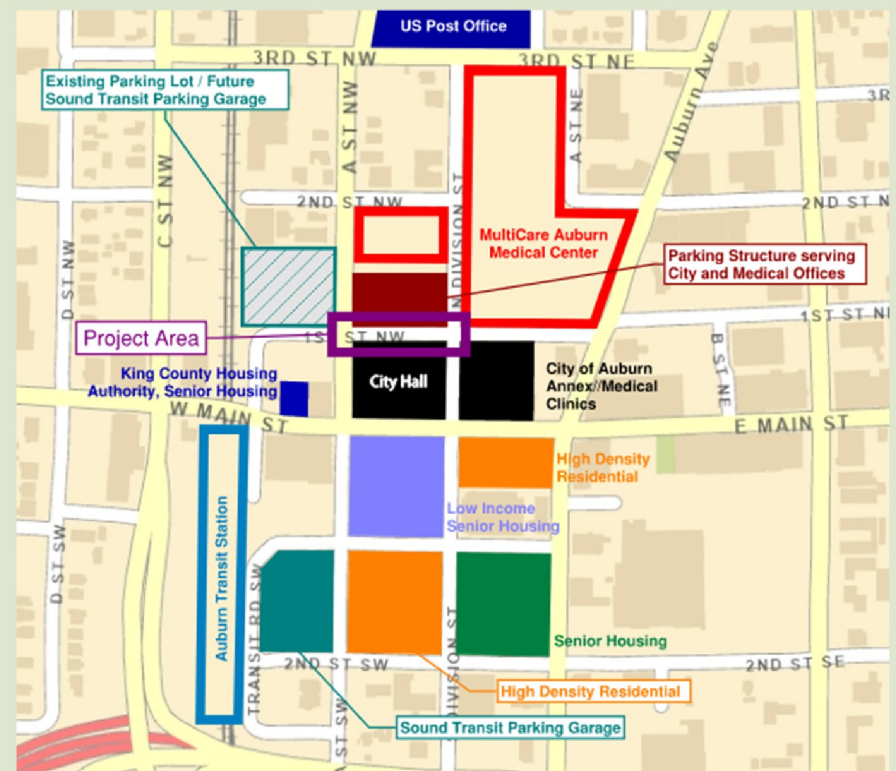 US Post Office
3RD ST NW
3RD ST NE
Existing Parking Lot / Future
Sound Transit Parking Garage
A ST NW
A ST NE
Auburn Ave
3R
C ST NW
2ND ST NW
2ND ST N
N DIVISION ST
MultiCare Auburn
Medical Center
Parking Structure serving
City and Medical Offices
D ST NW
Project Area
1ST ST NW
1ST ST NE
B ST NE
King County Housing
Authority, Senior Housing
City Hall
City of Auburn
Annex//Medical
Clinics
W MAIN ST
E MAIN ST
High Density
Residential
Low Income
Senior Housing
Auburn Transit Station
D ST SW
TRANSIT RD SW
DIVISION ST
Senior Housing
2ND ST SW
2ND ST SE
High Density Residential
Sound Transit Parking Garage
ST SW